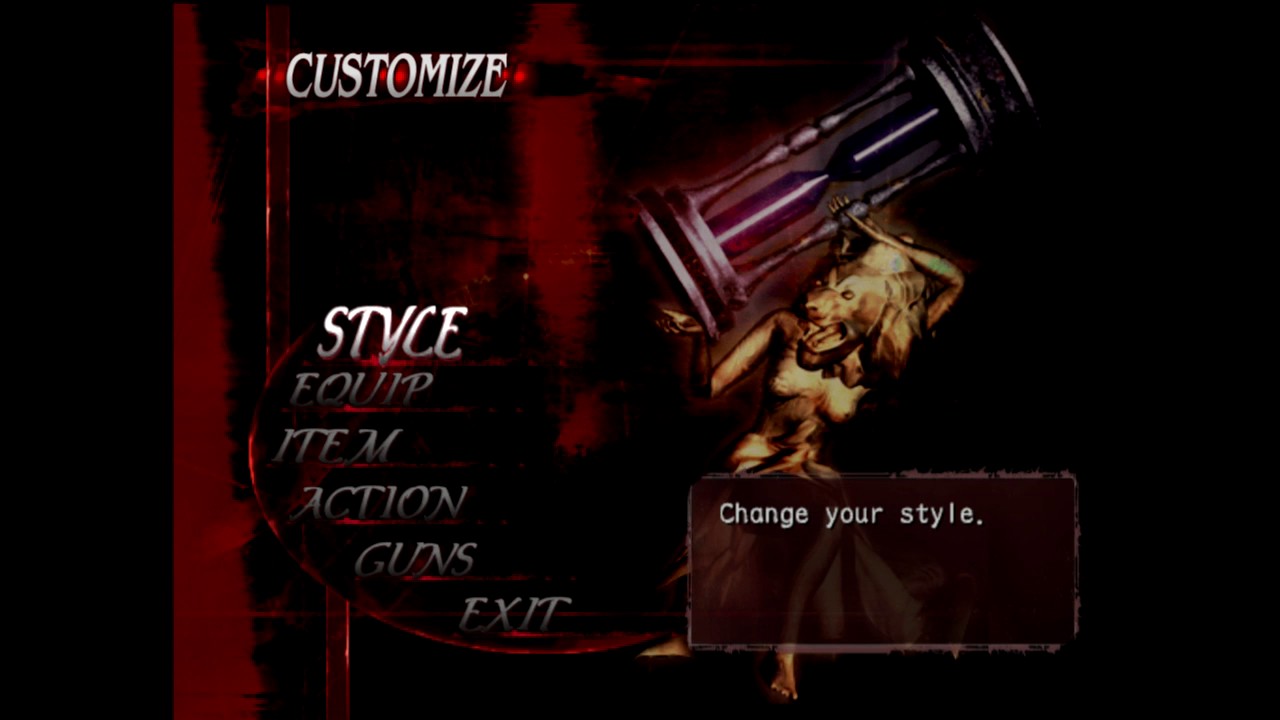 CUSTOMIZE
STYLE
EQUIP
ITEM
ACTION
GUNS
EXIT
Change your style.